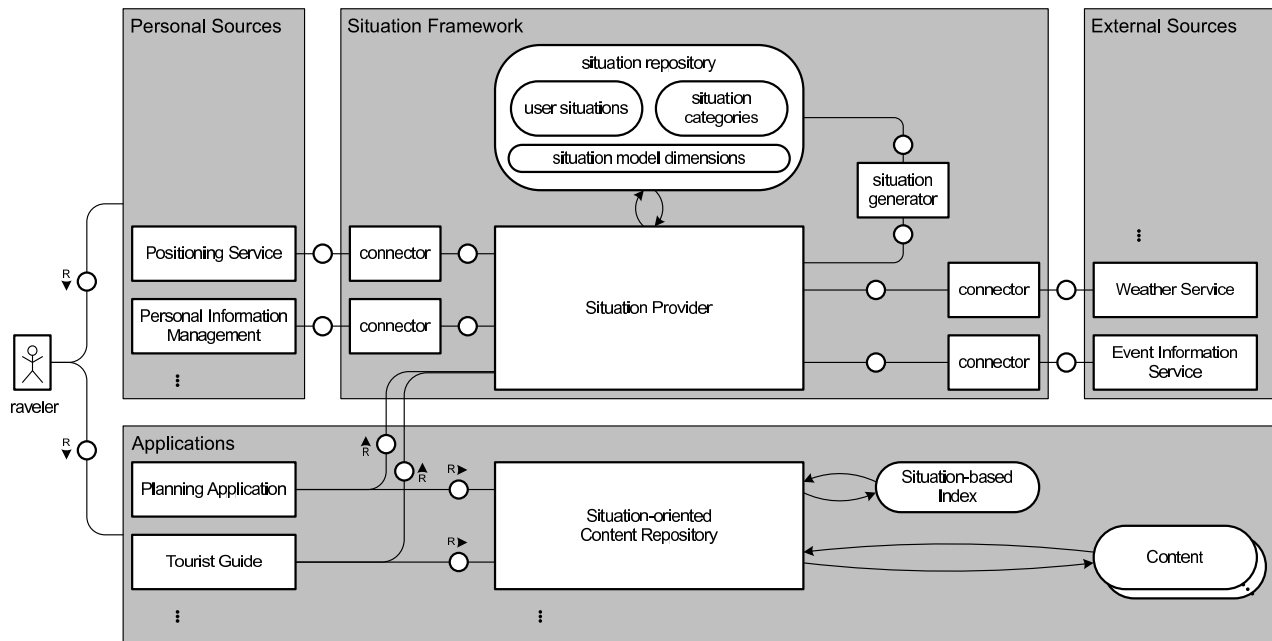 Personal Sources
Situation Framework
External Sources
situation repository
user situations
situation
categories
situation model dimensions
situation
generator
Positioning Service
connector
Situation Provider
connector
Weather Service
Personal Information
Management
connector
connector
Event Information
Service
R
raveler
R
Applications
R
R
Planning Application
R
Situation-oriented
Content Repository
Situation-based
Index
Tourist Guide
R
Content